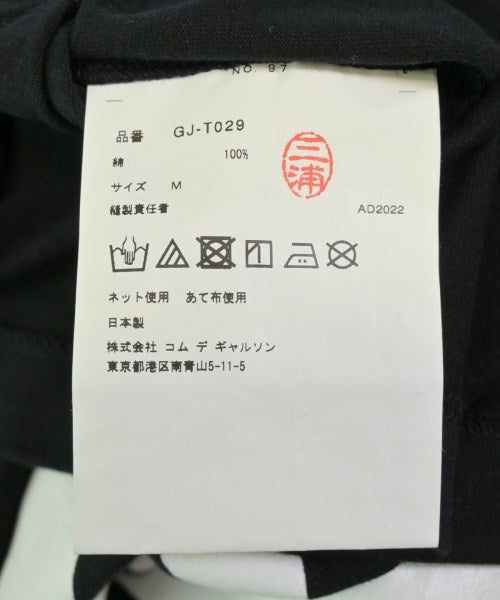 NO. 97
品番 GJ-T029
綿 100%
三浦
サイズ M
縫製責任者 AD2022
ネット使用 あて布使用
日本製
株式会社 コム デ ギャルソン
東京都港区南青山5-11-5